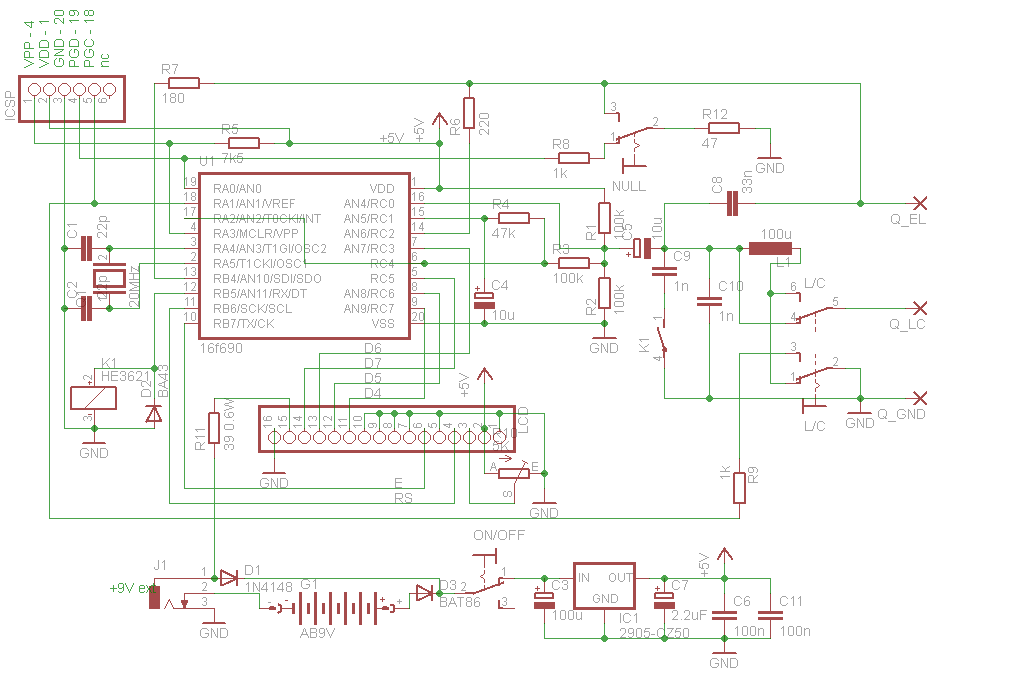 VPP - 4
VDD - 1
GND - 20
PGD - 19
PGC - 18
nc
ICSP
1
2
3
4
5
6
R7
180
R5
7k5
+5V
+5V
R6
220
R8
1k
3
1
2
NULL
R12
47
GND
C8
33n
Q_EL
U1
19 RA0/AN0 VDD 1
18 RA1/AN1/VREF AN4/RC0 16
17 RA2/AN2/T0CKI/INT AN5/RC1 15
4 RA3/MCLR/VPP AN6/RC2 14
3 RA4/AN3/T1GI/OSC2 AN7/RC3 7
2 RA5/T1CKI/OSC1 RC4 6
13 RB4/AN10/SDI/SDO RC5 5
12 RB5/AN11/RX/DT AN8/RC6 8
11 RB6/SCK/SCL AN9/RC7 9
10 RB7/TX/CK VSS 20
16f690
C1
22p
C2
22p
Q1
2
1
20MHz
R4
47k
R3
100k
C4
10u
R1
100k
R2
100k
GND
C5
10u
C9
1n
C10
1n
100u
L1
L/C
6
4
5
Q_LC
3
1
2
L/C
Q_GND
GND
K1
1
4
K1
HE3621
2
3
D2
BA43
GND
D6
D7
D5
D4
+5V
LCD
16
15
14
13
12
11
10
9
8
7
6
5
4
3
2
1
R11
39 0.6W
GND
R10
5K
A
E
S
GND
E
RS
1k
R9
ON/OFF
J1
+9V ext
1
2
3
GND
D1
1N4148
G1
AB9V
D3
BAT86
2
1
3
C3
100u
IN OUT
GND
IC1
2905-CZ50
C7
2.2uF
+5V
C6
100n
C11
100n
GND